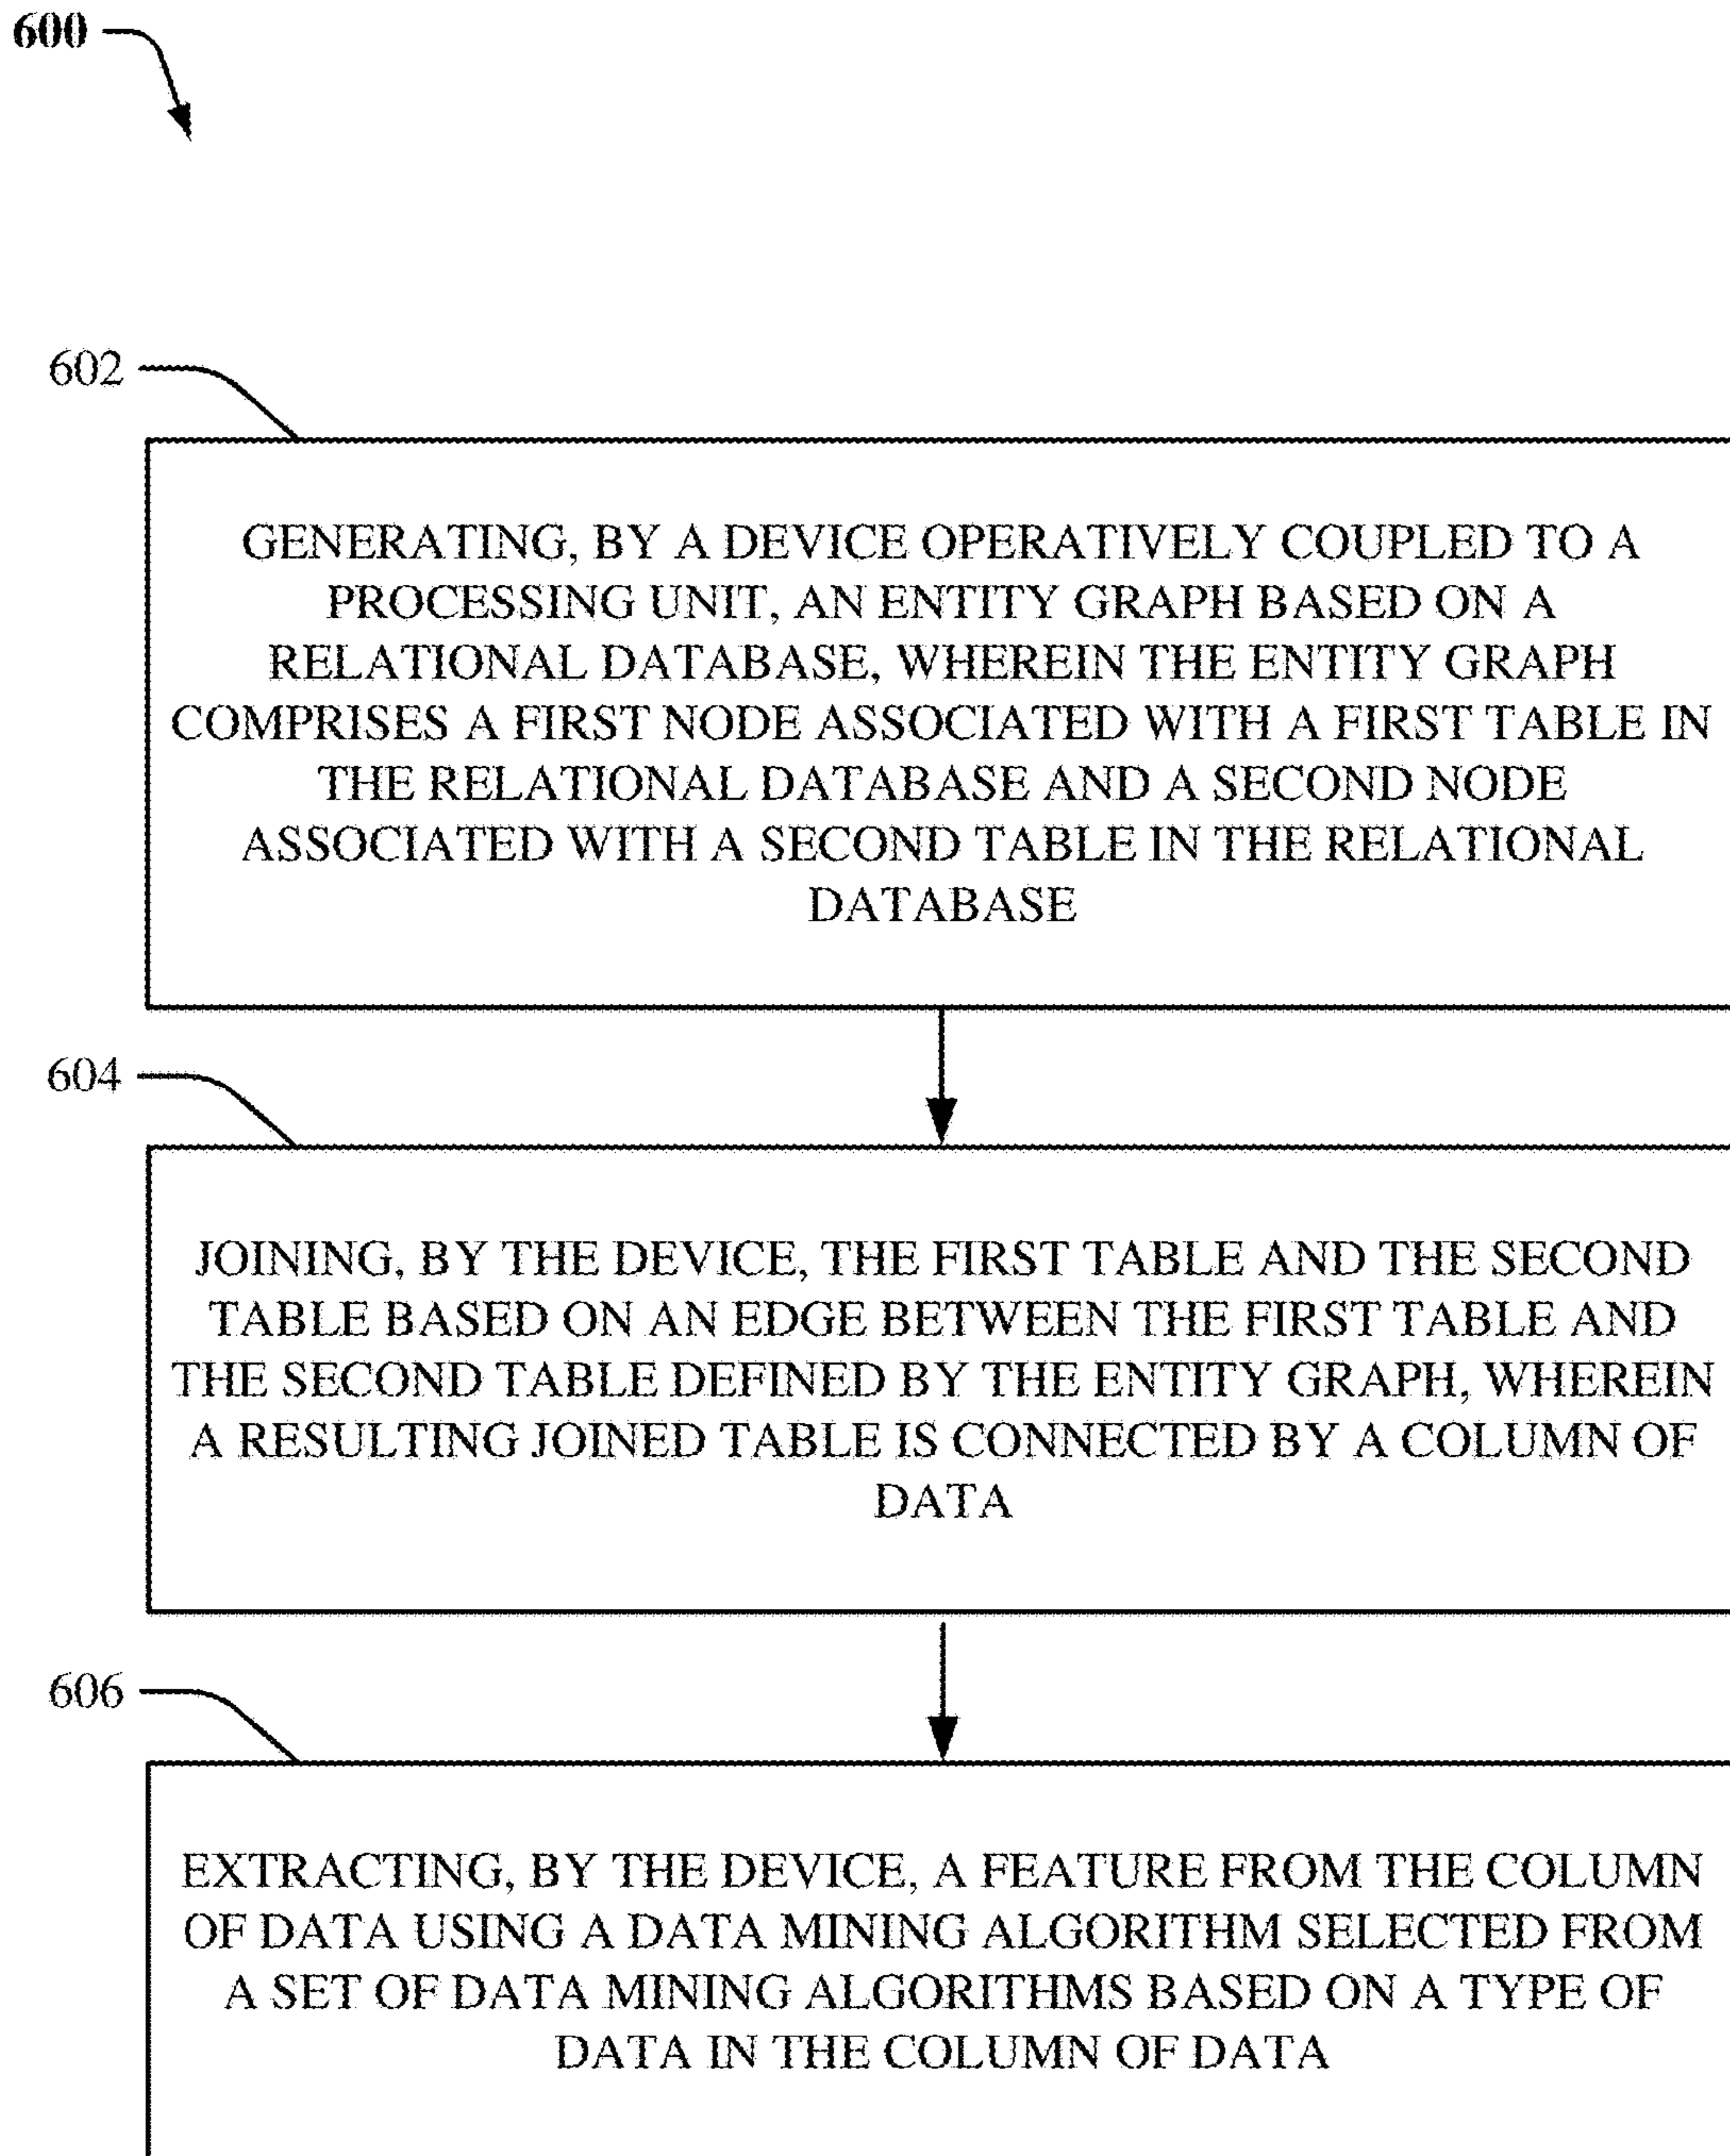 600
602
GENERATING, BY A DEVICE OPERATIVELY COUPLED TO A
PROCESSING UNIT, AN ENTITY GRAPH BASED ON A
RELATIONAL DATABASE, WHEREIN THE ENTITY GRAPH
COMPRISES A FIRST NODE ASSOCIATED WITH A FIRST TABLE IN
THE RELATIONAL DATABASE AND A SECOND NODE
ASSOCIATED WITH A SECOND TABLE IN THE RELATIONAL
DATABASE
604
JOINING, BY THE DEVICE, THE FIRST TABLE AND THE SECOND
TABLE BASED ON AN EDGE BETWEEN THE FIRST TABLE AND
THE SECOND TABLE DEFINED BY THE ENTITY GRAPH, WHEREIN
A RESULTING JOINED TABLE IS CONNECTED BY A COLUMN OF
DATA
606
EXTRACTING, BY THE DEVICE, A FEATURE FROM THE COLUMN
OF DATA USING A DATA MINING ALGORITHM SELECTED FROM
A SET OF DATA MINING ALGORITHMS BASED ON A TYPE OF
DATA IN THE COLUMN OF DATA